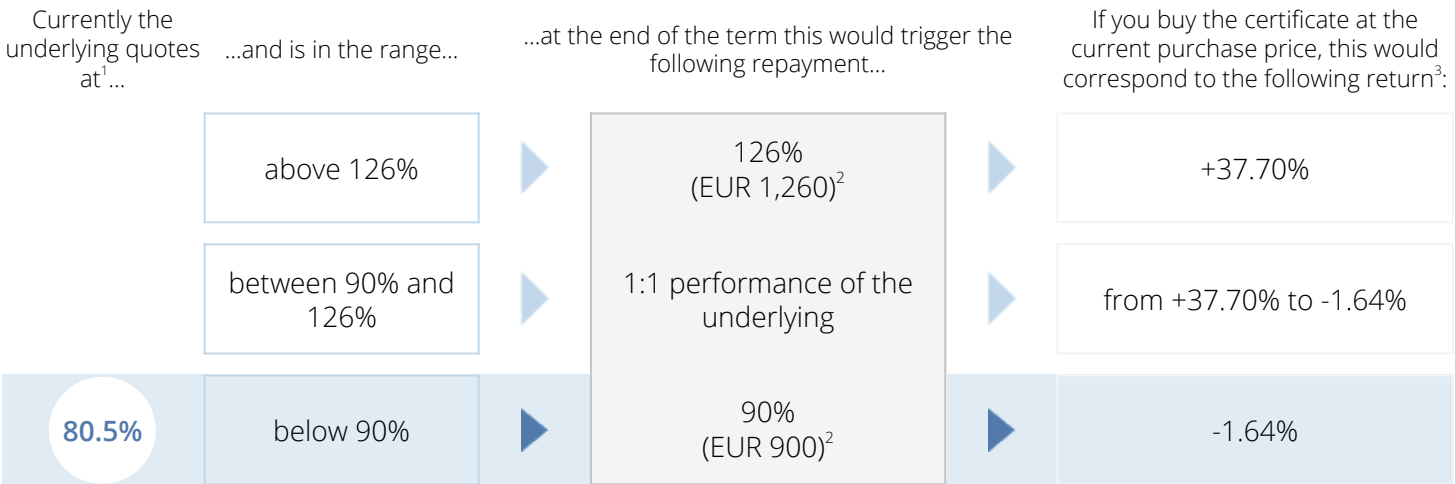 Currently the
underlying quotes
at¹...
...and is in the range...
...at the end of the term this would trigger the
following repayment...
If you buy the certificate at the
current purchase price, this would
correspond to the following return³:
above 126%
126%
(EUR 1,260)²
+37.70%
between 90% and
126%
1:1 performance of the
underlying
from +37.70% to -1.64%
80.5%
below 90%
90%
(EUR 900)²
-1.64%